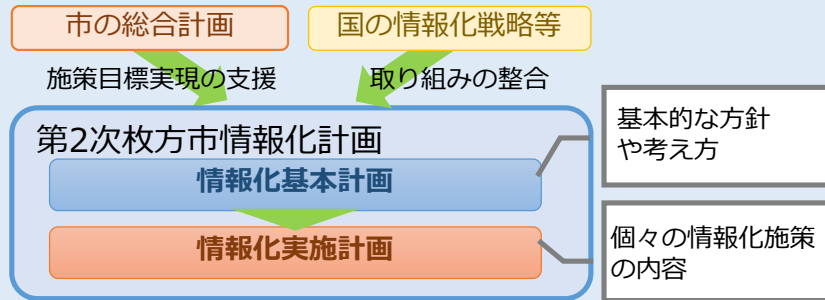 市の総合計画
国の情報化戦略等
施策目標実現の支援
取り組みの整合
第2次枚方市情報化計画
情報化基本計画
情報化実施計画
基本的な方針
や考え方
個々の情報化施策
の内容